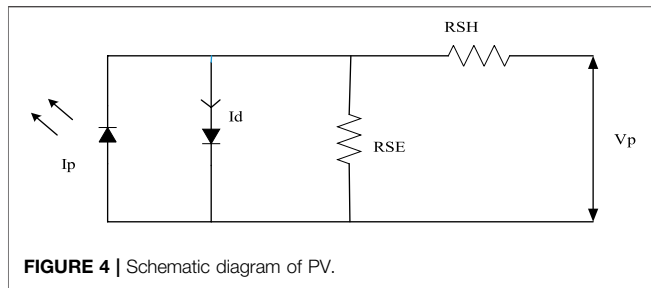 RSH
Id
Ip
RSE
Vp
FIGURE 4 | Schematic diagram of PV.